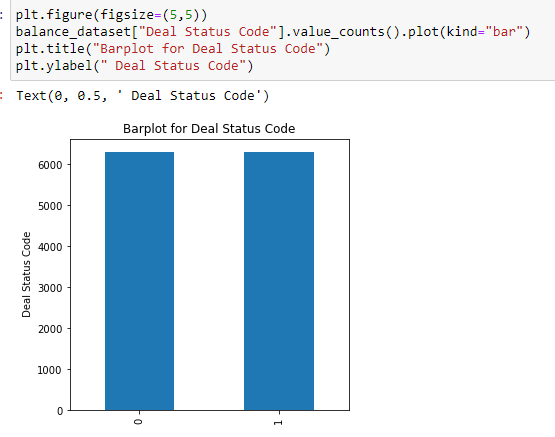 : plt.figure(figsize=(5,5))
balance_dataset["Deal Status Code"].value_counts().plot(kind="bar")
plt.title("Barplot for Deal Status Code")
plt.ylabel(" Deal Status Code")
: Text(0, 0.5, ' Deal Status Code')
Barplot for Deal Status Code
6000
5000
4000
3000
2000
1000
0
Deal Status Code
0
1